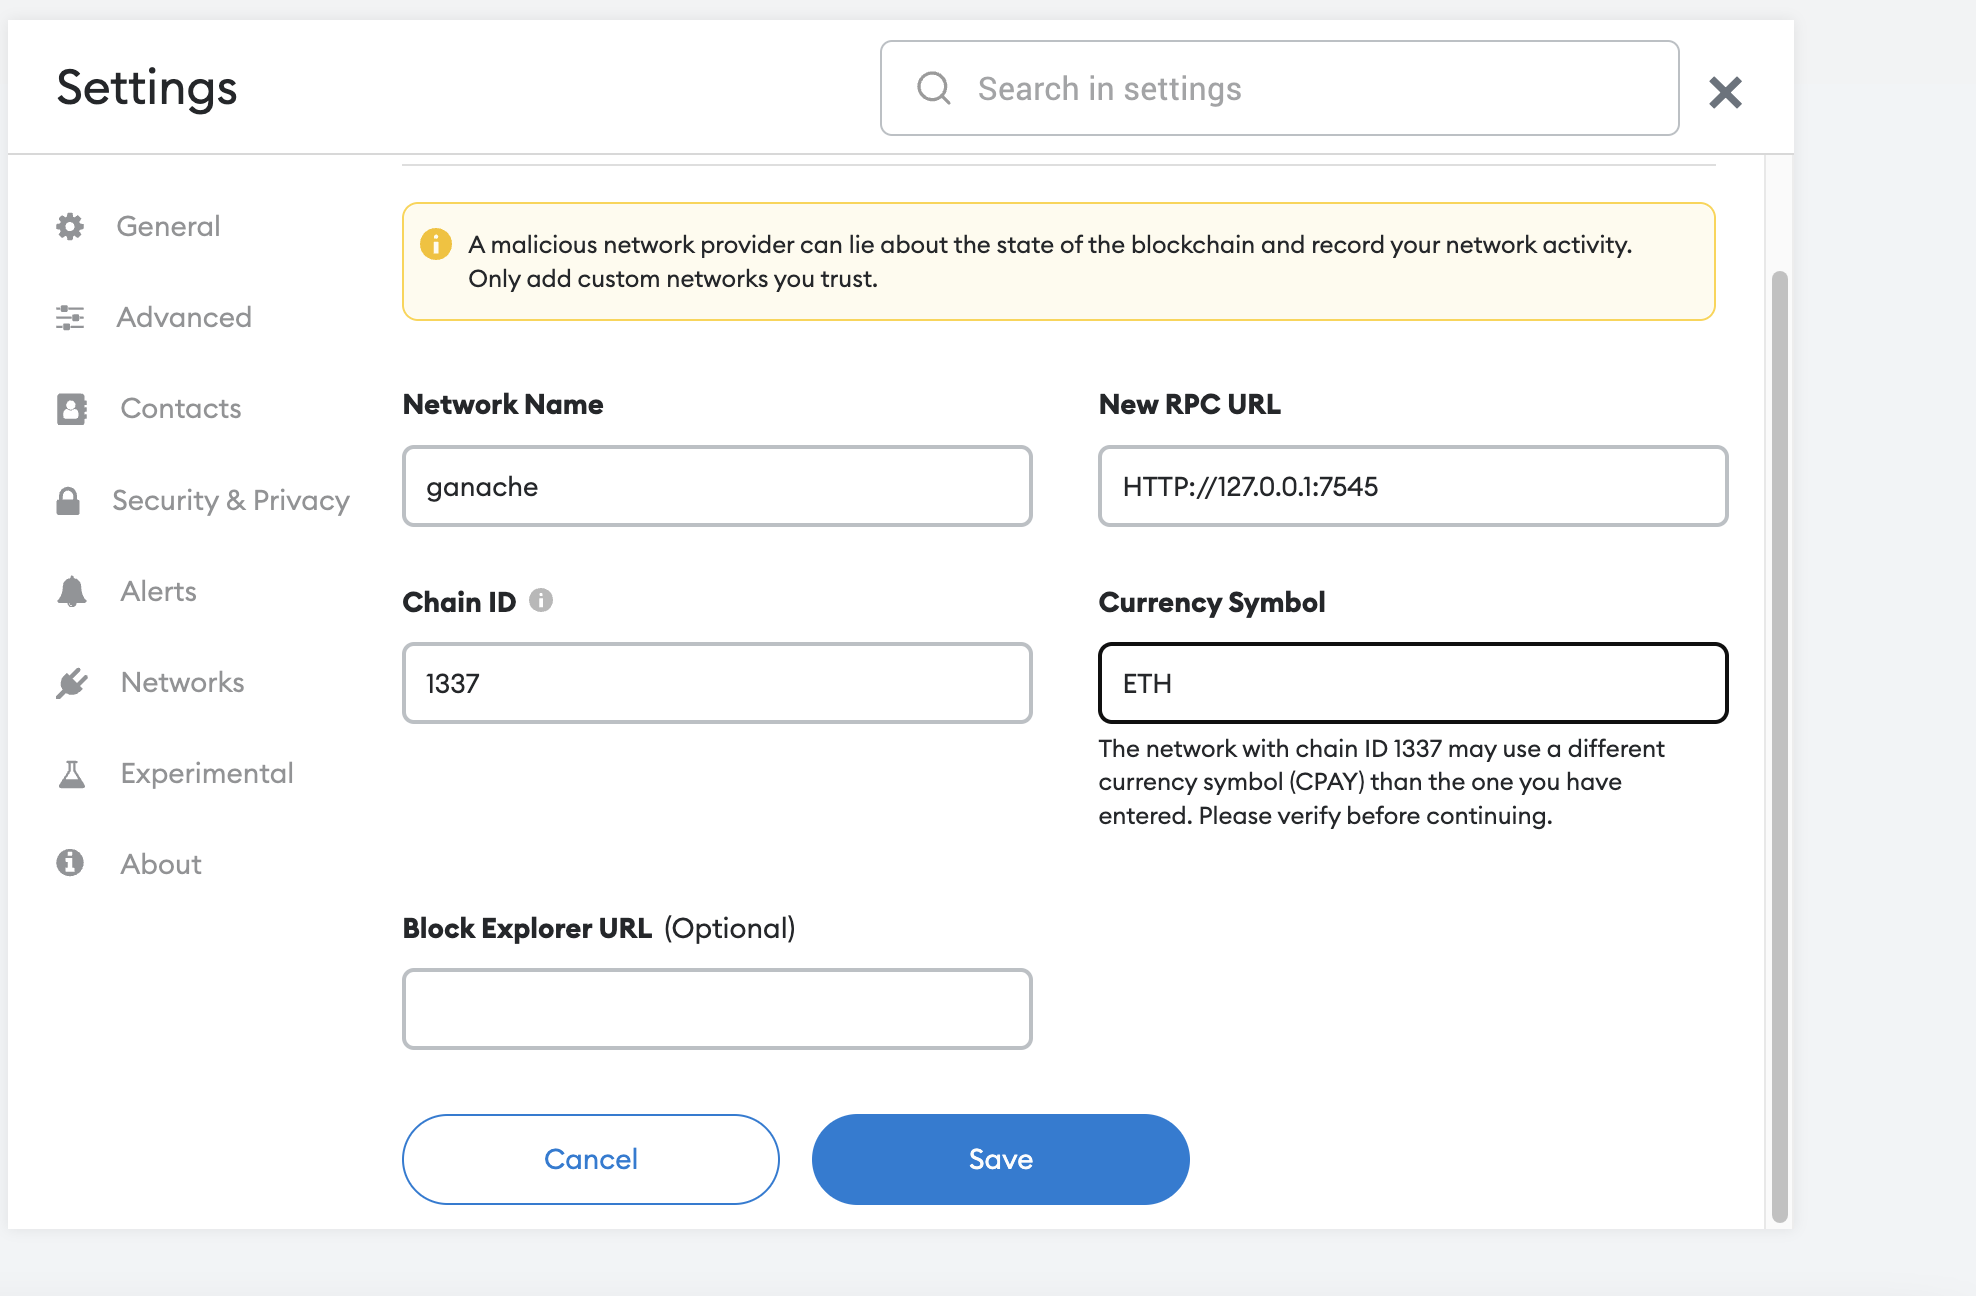 Settings
Search in settings
General
Advanced
Contacts
Security & Privacy
Alerts
Networks
Experimental
About
A malicious network provider can lie about the state of the blockchain and record your network activity.
Only add custom networks you trust.
Network Name
ganache
New RPC URL
HTTP://127.0.0.1:7545
Chain ID
1337
Currency Symbol
ETH
The network with chain ID 1337 may use a different
currency symbol (CPAY) than the one you have
entered. Please verify before continuing.
Block Explorer URL (Optional)
Cancel
Save